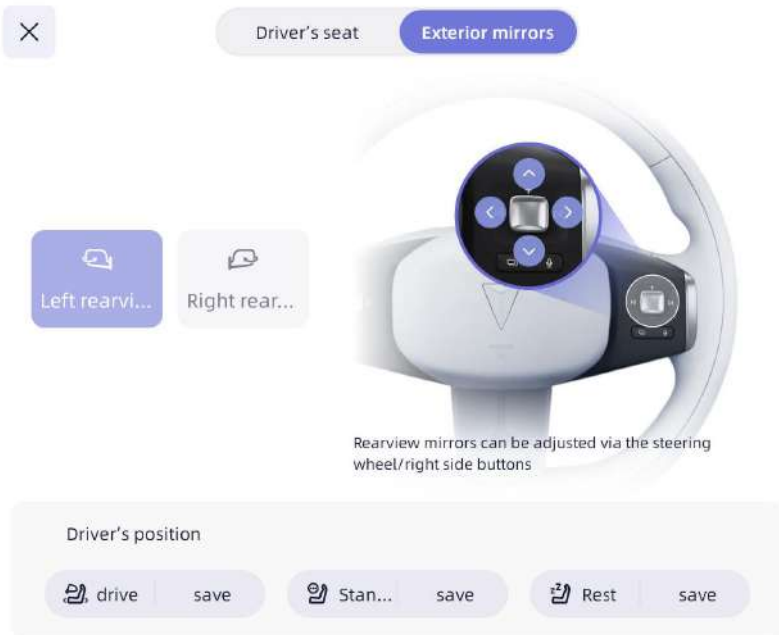 Driver's seat
Exterior mirrors
Left rearvi...
Right rear...
Rearview mirrors can be adjusted via the steering
wheel/right side buttons
Driver's position
drive save
Stan... save
Rest save